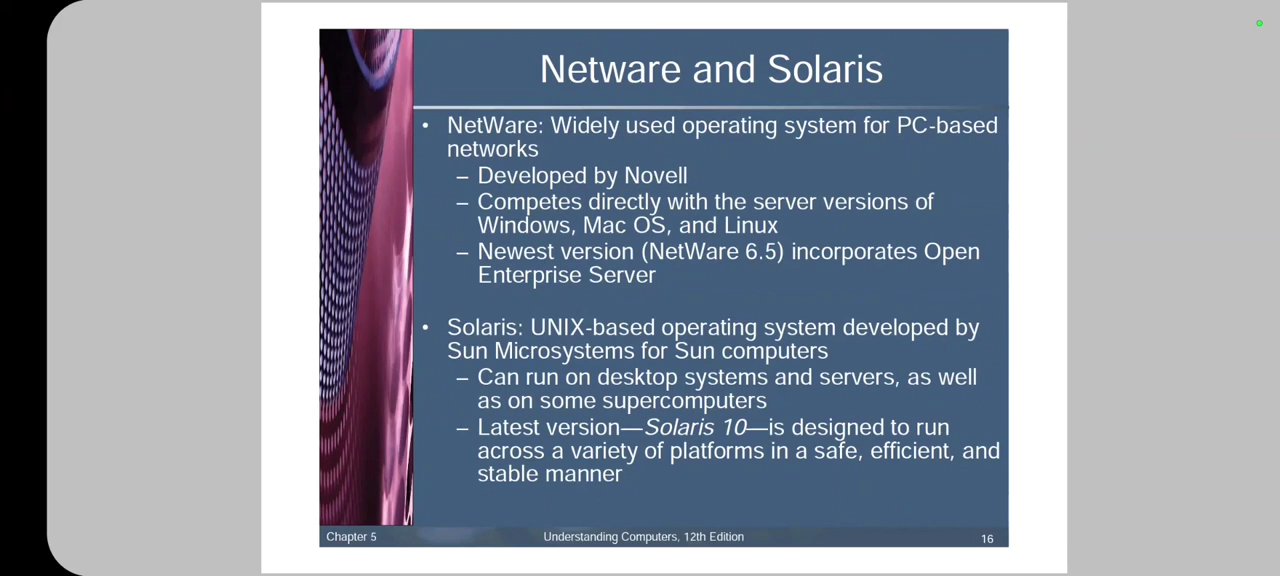 Netware and Solaris
• NetWare: Widely used operating system for PC-based
networks
– Developed by Novell
– Competes directly with the server versions of
Windows, Mac OS, and Linux
– Newest version (NetWare 6.5) incorporates Open
Enterprise Server
• Solaris: UNIX-based operating system developed by
Sun Microsystems for Sun computers
– Can run on desktop systems and servers, as well
as on some supercomputers
– Latest version—Solaris 10—is designed to run
across a variety of platforms in a safe, efficient, and
stable manner
Chapter 5
Understanding Computers, 12th Edition
16